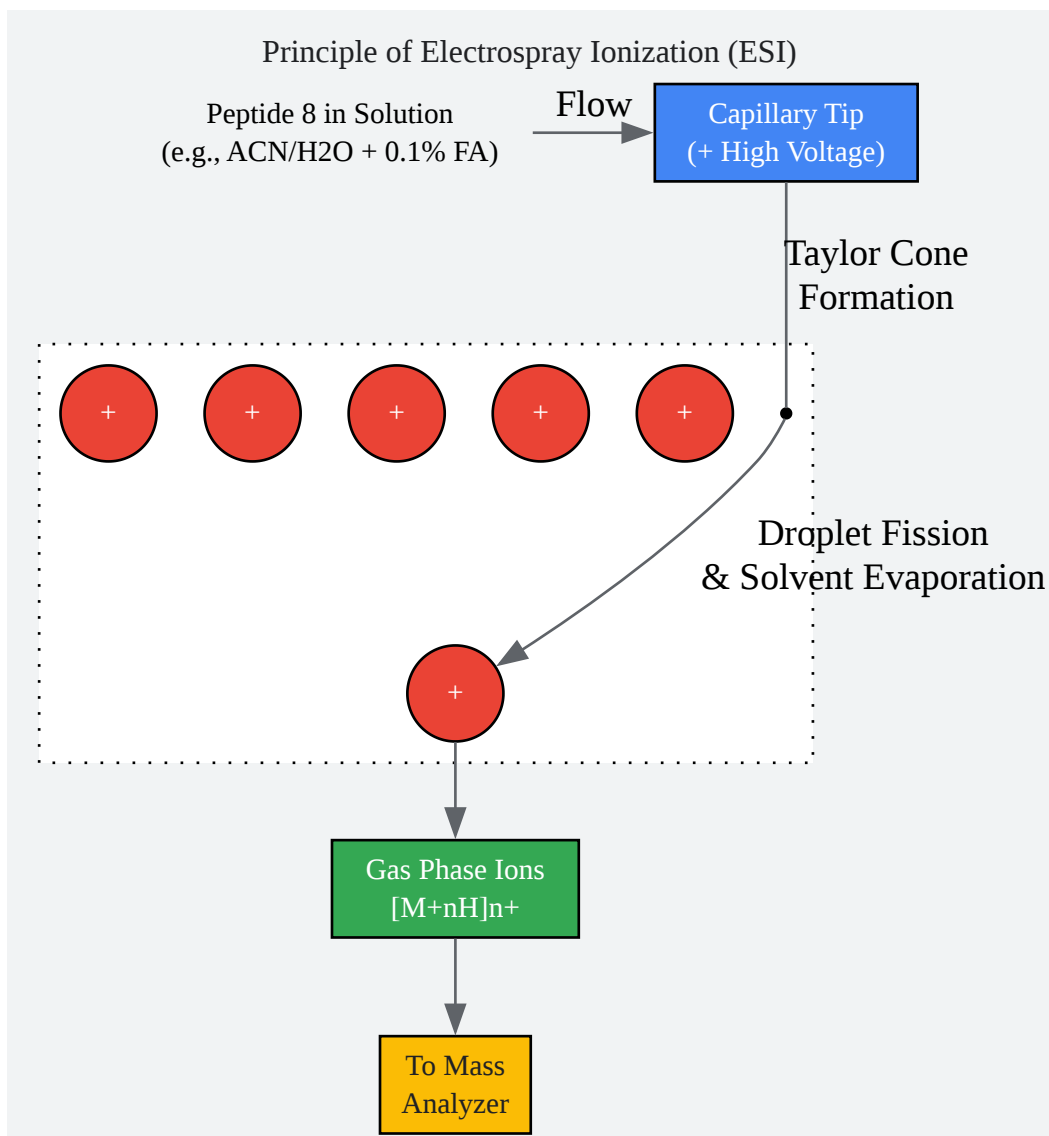 Principle of Electrospray Ionization (ESI)
Peptide 8 in Solution
(e.g., ACN/H2O + 0.1% FA)
Flow
Capillary Tip
(+ High Voltage)
Taylor Cone
Formation
+ + + + +
Droplet Fission
& Solvent Evaporation
+
Gas Phase Ions
[M+nH]n+
To Mass
Analyzer